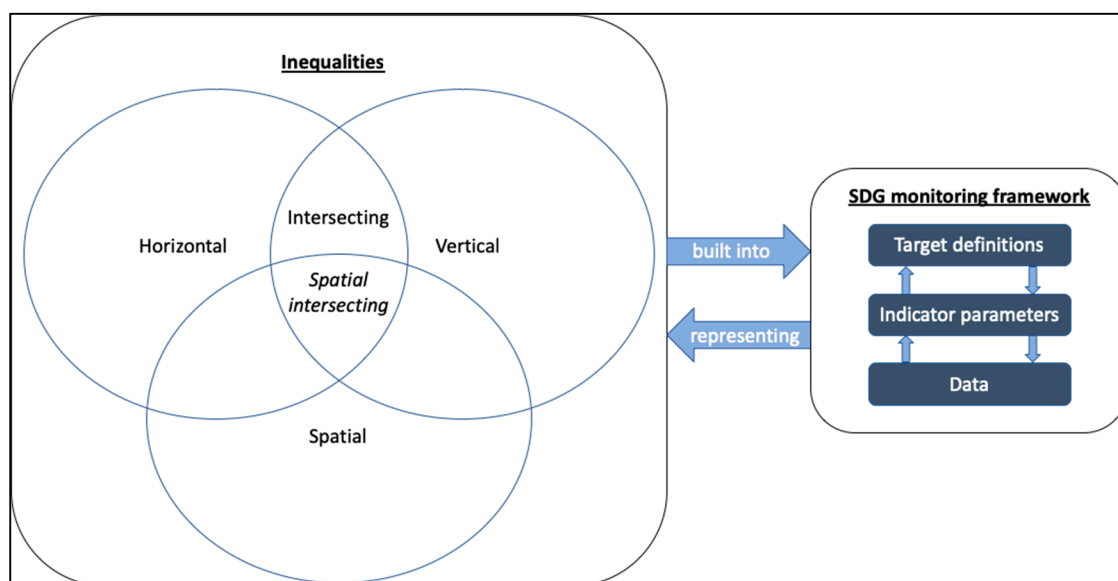 Inequalities
Intersecting
Horizontal
Vertical
Spatial
intersecting
Spatial
built into
representing
SDG monitoring framework
Target definitions
Indicator parameters
Data